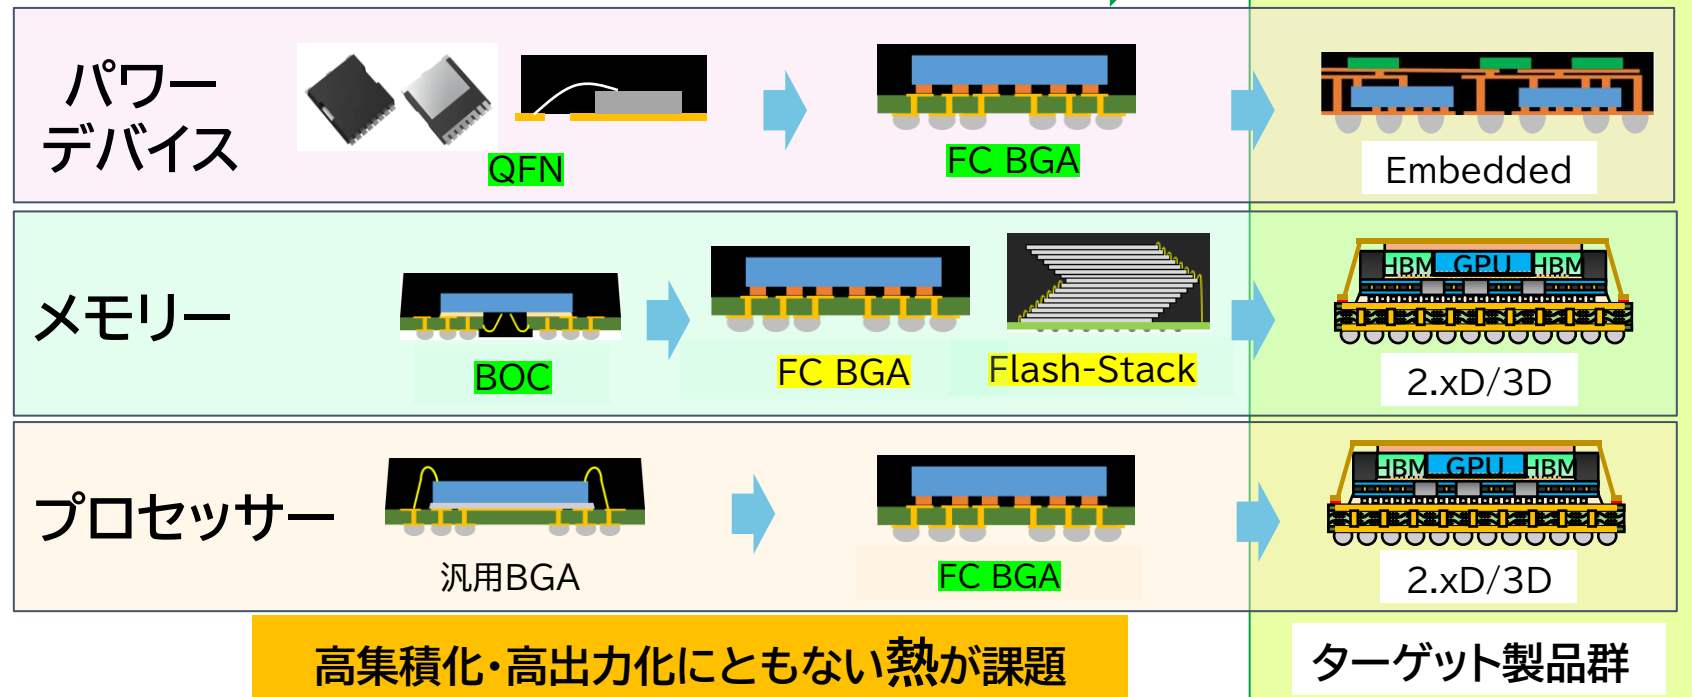 パワー
デバイス
QFN
FC BGA
Embedded
メモリー
BOC
FC BGA
Flash-Stack
HBM GPU HBM
2.xD/3D
プロセッサー
汎用BGA
FC BGA
HBM GPU HBM
2.xD/3D
高集積化・高出力化にともない熱が課題
ターゲット製品群